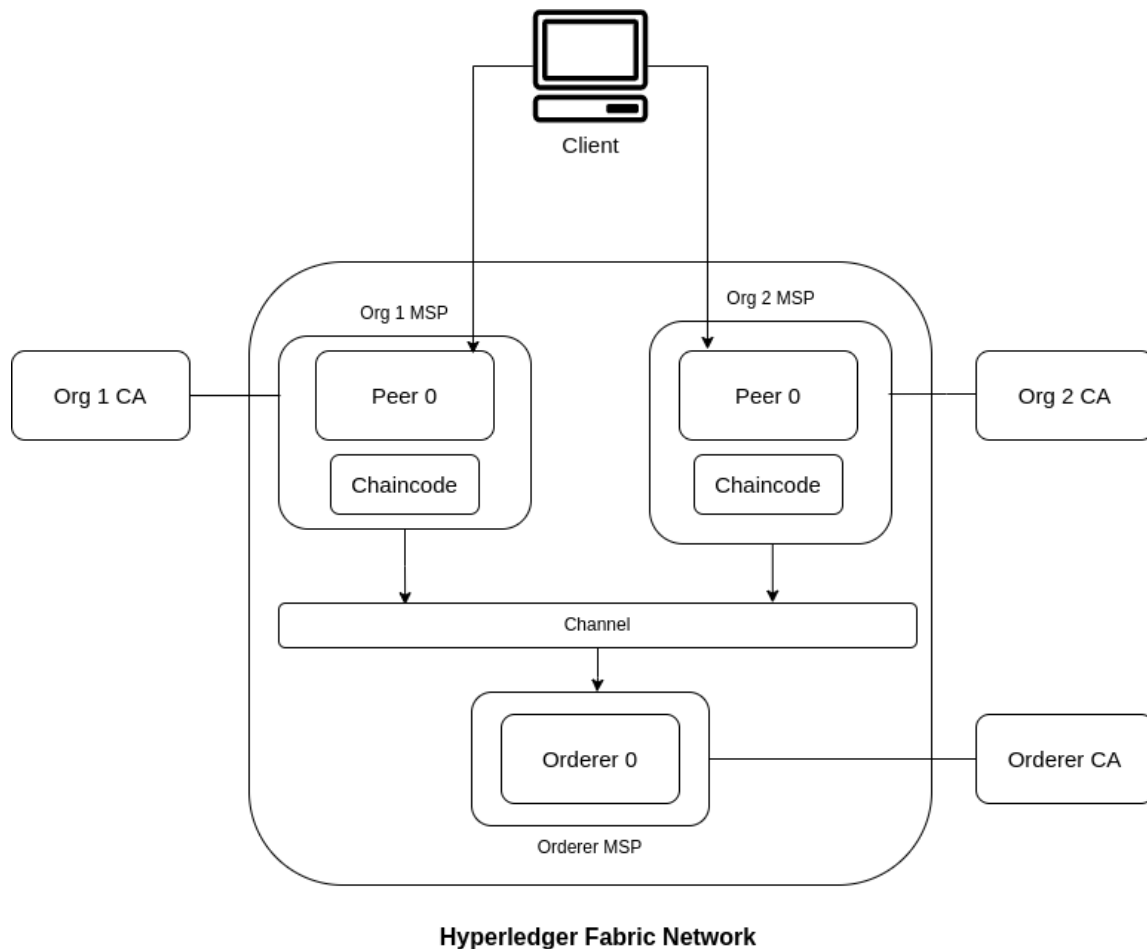 Client
Org 1 MSP
Org 2 MSP
Org 1 CA
Peer 0
Peer 0
Org 2 CA
Chaincode
Chaincode
Channel
Orderer 0
Orderer CA
Orderer MSP
Hyperledger Fabric Network